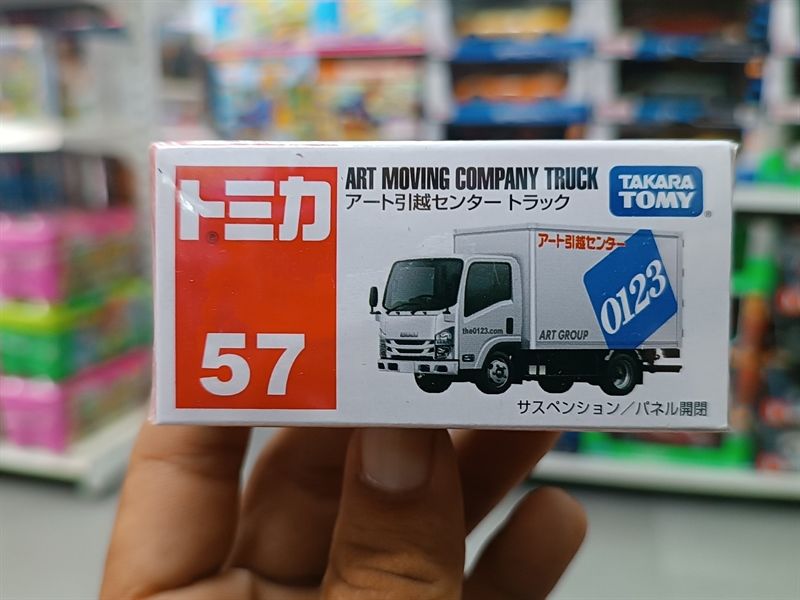 トミカ
57
ART MOVING COMPANY TRUCK
アート引越センター トラック
TAKARA
TOMY
アート引越センター
0123
the0123.com
ART GROUP
サスペンション/パネル開閉